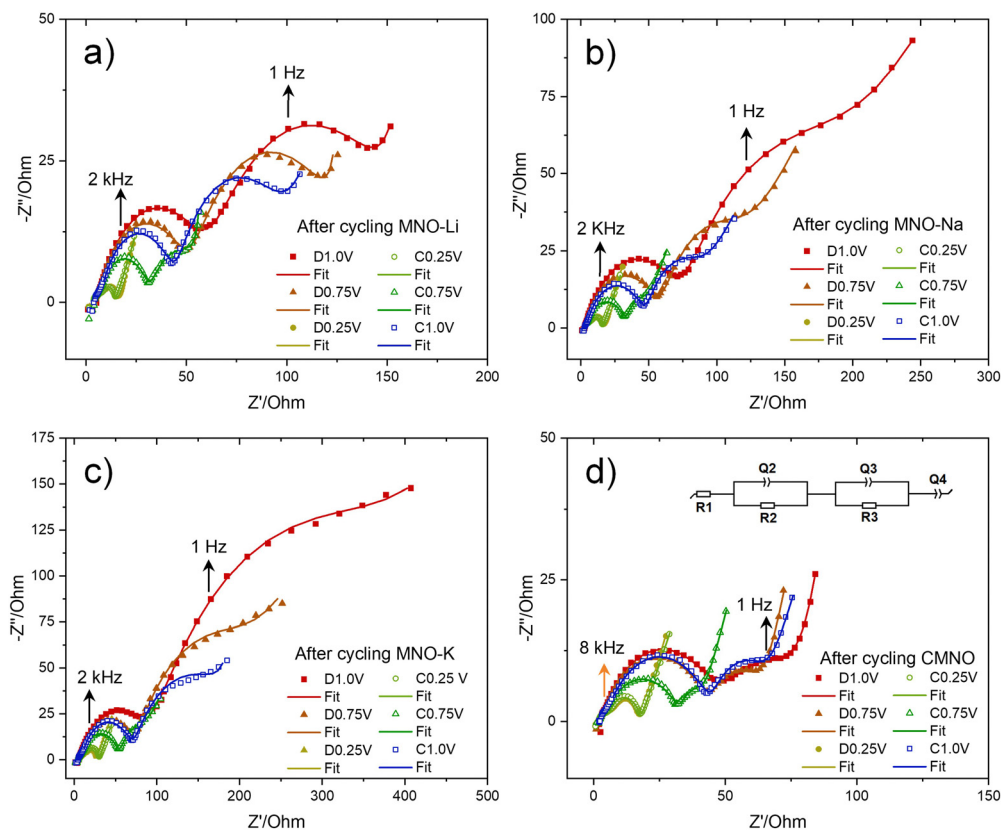 a)
50
25
0
-Z"/Ohm
1 Hz
2 kHz
After cycling MNO-Li
D1.0V C0.25V
Fit Fit
D0.75V C0.75V
Fit Fit
D0.25V C1.0V
Fit Fit
0 50 100 150 200
Z'/Ohm
b)
100
75
50
25
0
-Z"/Ohm
1 Hz
2 KHz
After cycling MNO-Na
D1.0V C0.25V
Fit Fit
D0.75V C0.75V
Fit Fit
D0.25V C1.0V
Fit Fit
0 50 100 150 200 250 300
Z'/Ohm
c)
175
150
125
100
75
50
25
0
-Z"/Ohm
1 Hz
2 kHz
After cycling MNO-K
D1.0V C0.25 V
Fit Fit
D0.75V C0.75V
Fit Fit
D0.25V C1.0V
Fit Fit
0 100 200 300 400 500
Z'/Ohm
d)
50
25
0
-Z"/Ohm
Q2 Q3 Q4
R1 R2 R3
1 Hz
8 kHz
After cycling CMNO
D1.0V C0.25V
Fit Fit
D0.75V C0.75V
Fit Fit
D0.25V C1.0V
Fit Fit
0 50 100 150
Z'/Ohm